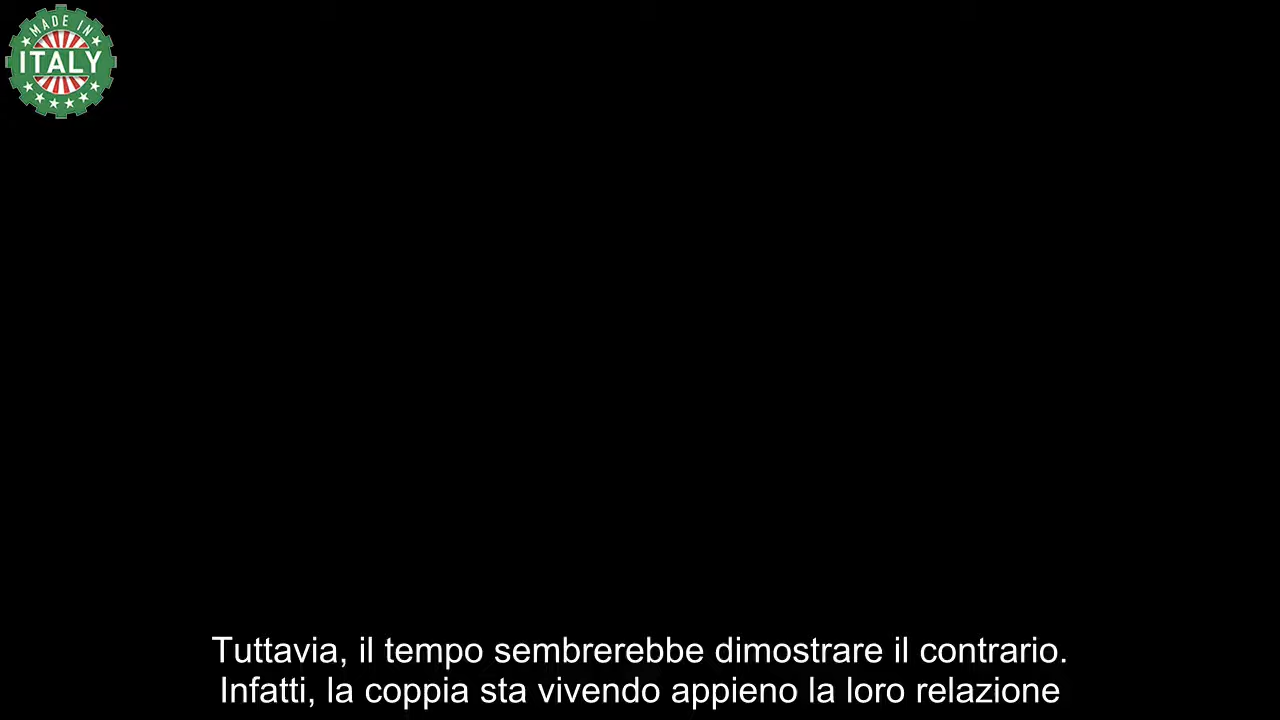 MADE IN
ITALY
Tuttavia, il tempo sembrerebbe dimostrare il contrario.
Infatti, la coppia sta vivendo appieno la loro relazione